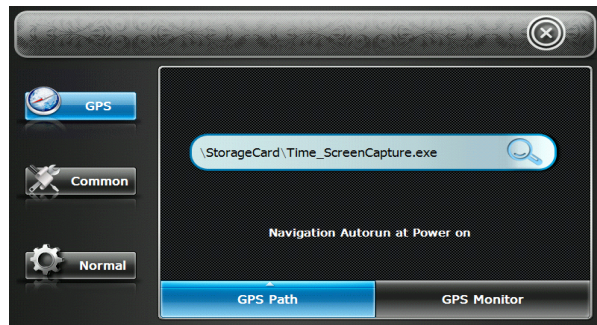 GPS
\StorageCard\Time_ScreenCapture.exe
Common
Navigation Autorun at Power on
Normal
GPS Path
GPS Monitor